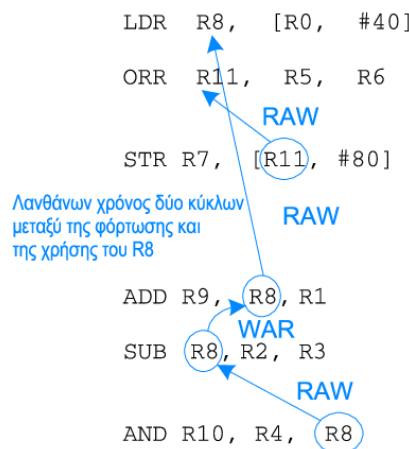 LDR R8, [R0, #40]
ORR R11, R5, R6
RAW
STR R7, [R11, #80]
Λανθάνων χρόνος δύο κύκλων
μεταξύ της φόρτωσης και
της χρήσης του R8
RAW
ADD R9, R8, R1
WAR
SUB R8, R2, R3
RAW
AND R10, R4, R8